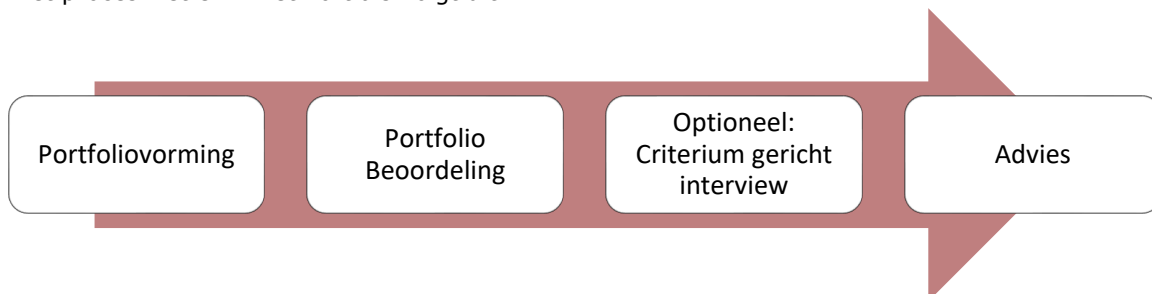 Portfoliovorming
Portfolio
Beoordeling
Optioneel:
Criterium gericht
interview
Advies